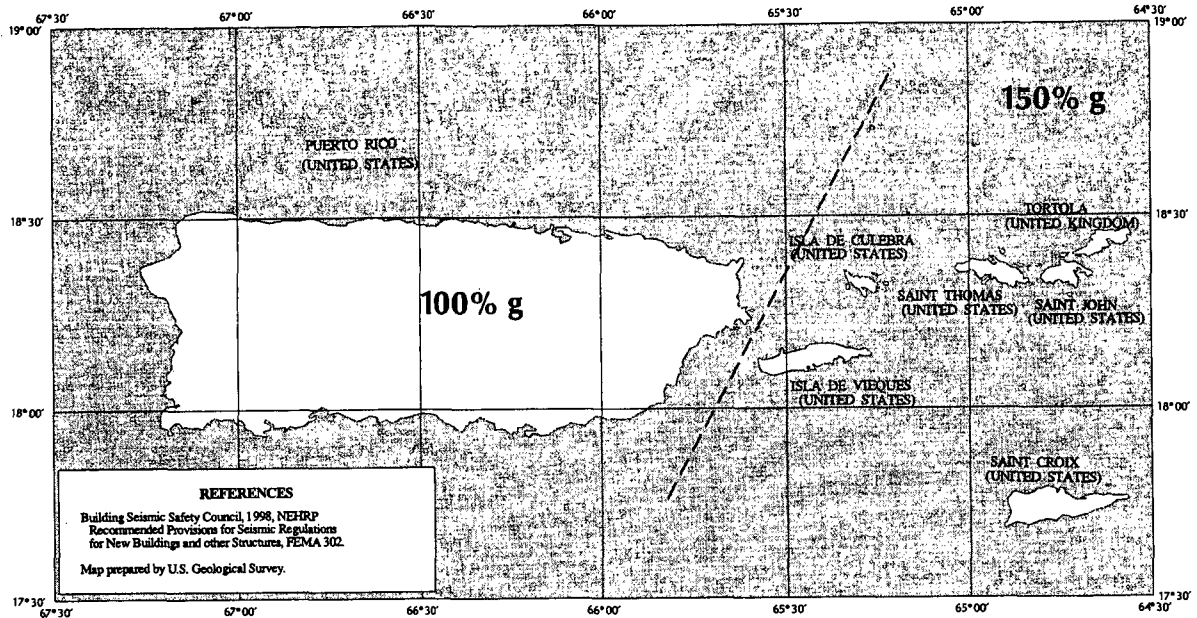 67°30′ 67°00′ 66°30′ 66°00′ 65°30′ 65°00′ 64°30′
19°00′ 19°00′
150% g
PUERTO RICO
(UNITED STATES)
18°30′ 18°30′
TORTOLA
(UNITED KINGDOM)
ISLA DE CULEBRA
(UNITED STATES)
100% g
SAINT THOMAS
(UNITED STATES)
SAINT JOHN
(UNITED STATES)
ISLA DE VIEQUES
(UNITED STATES)
18°00′ 18°00′
SAINT CROIX
(UNITED STATES)
REFERENCES
Building Seismic Safety Council, 1998, NEHRP
Recommended Provisions for Seismic Regulations
for New Buildings and other Structures, FEMA 302.
Map prepared by U.S. Geological Survey.
17°30′ 17°30′
67°30′ 67°00′ 66°30′ 66°00′ 65°30′ 65°00′ 64°30′